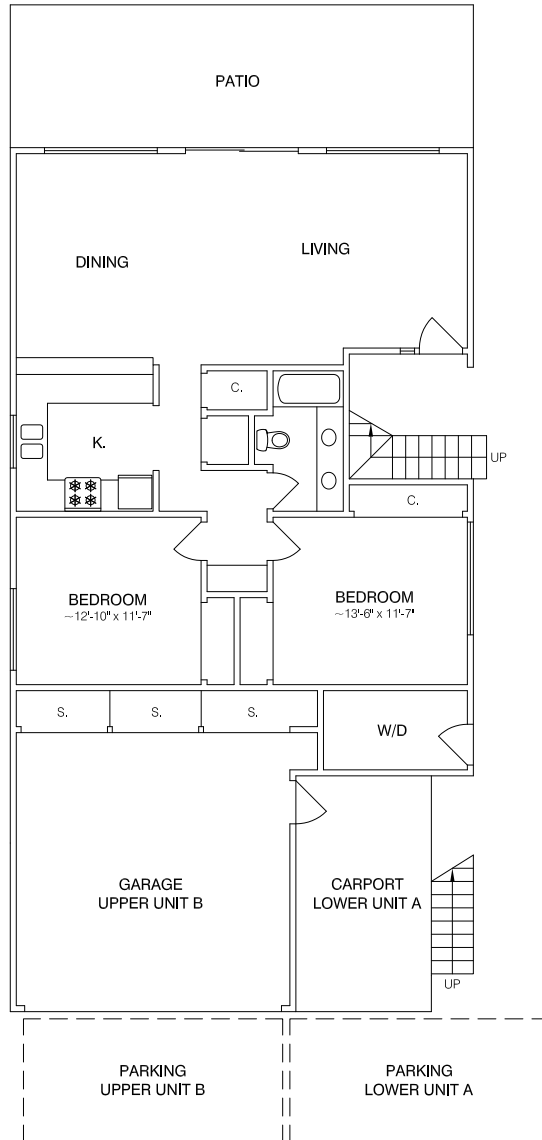 PATIO
DINING
LIVING
C.
K.
UP
C.
BEDROOM
~12'-10" x 11'-7"
BEDROOM
~13'-6" x 11'-7"
S.
S.
S.
W/D
GARAGE
UPPER UNIT B
CARPORT
LOWER UNIT A
UP
PARKING
UPPER UNIT B
PARKING
LOWER UNIT A